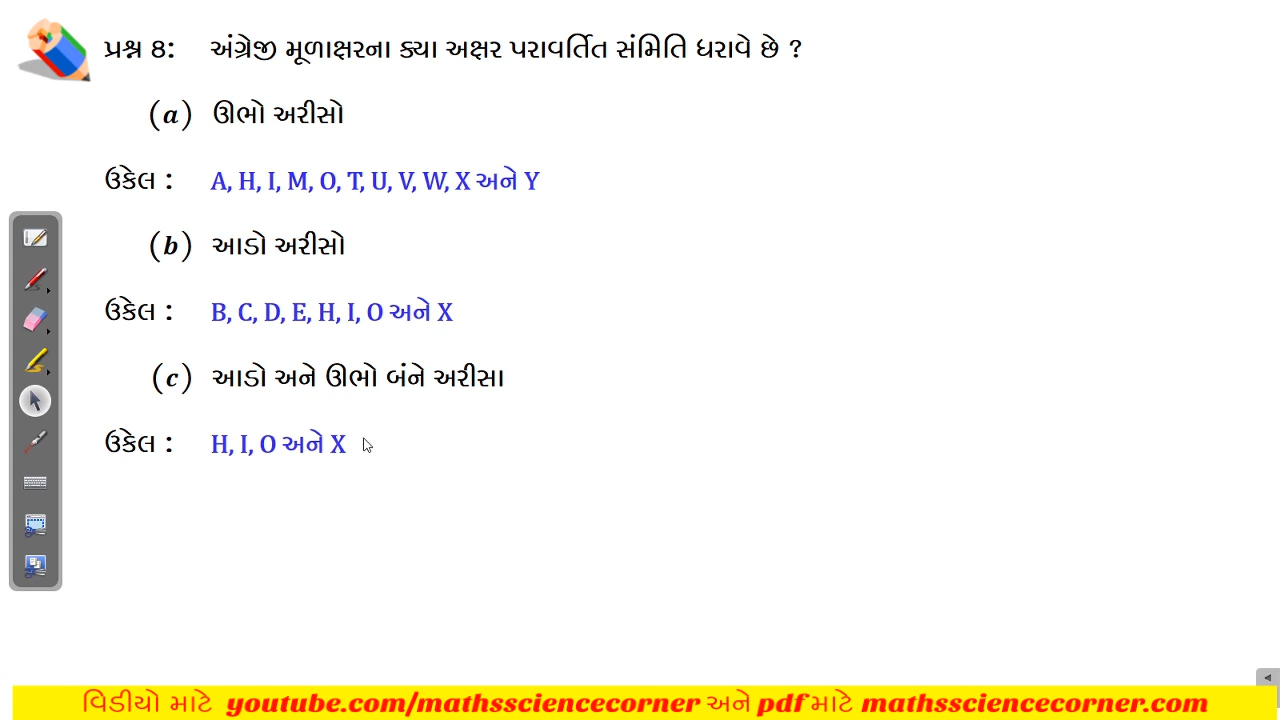 પ્રશ્ન 8: અંગ્રેજી મૂળાક્ષરના ક્યા અક્ષર પરાવર્તિત સંમિતિ ધરાવે છે ?
(a) ઊભો અરીસો
ઉકેલ : A, H, I, M, O, T, U, V, W, X અને Y
(b) આડો અરીસો
ઉકેલ : B, C, D, E, H, I, O અને X
(c) આડો અને ઊભો બંને અરીસા
ઉકેલ : H, I, O અને X
વિડીયો માટે youtube.com/mathssciencecorner અને pdf માટે mathssciencecorner.com